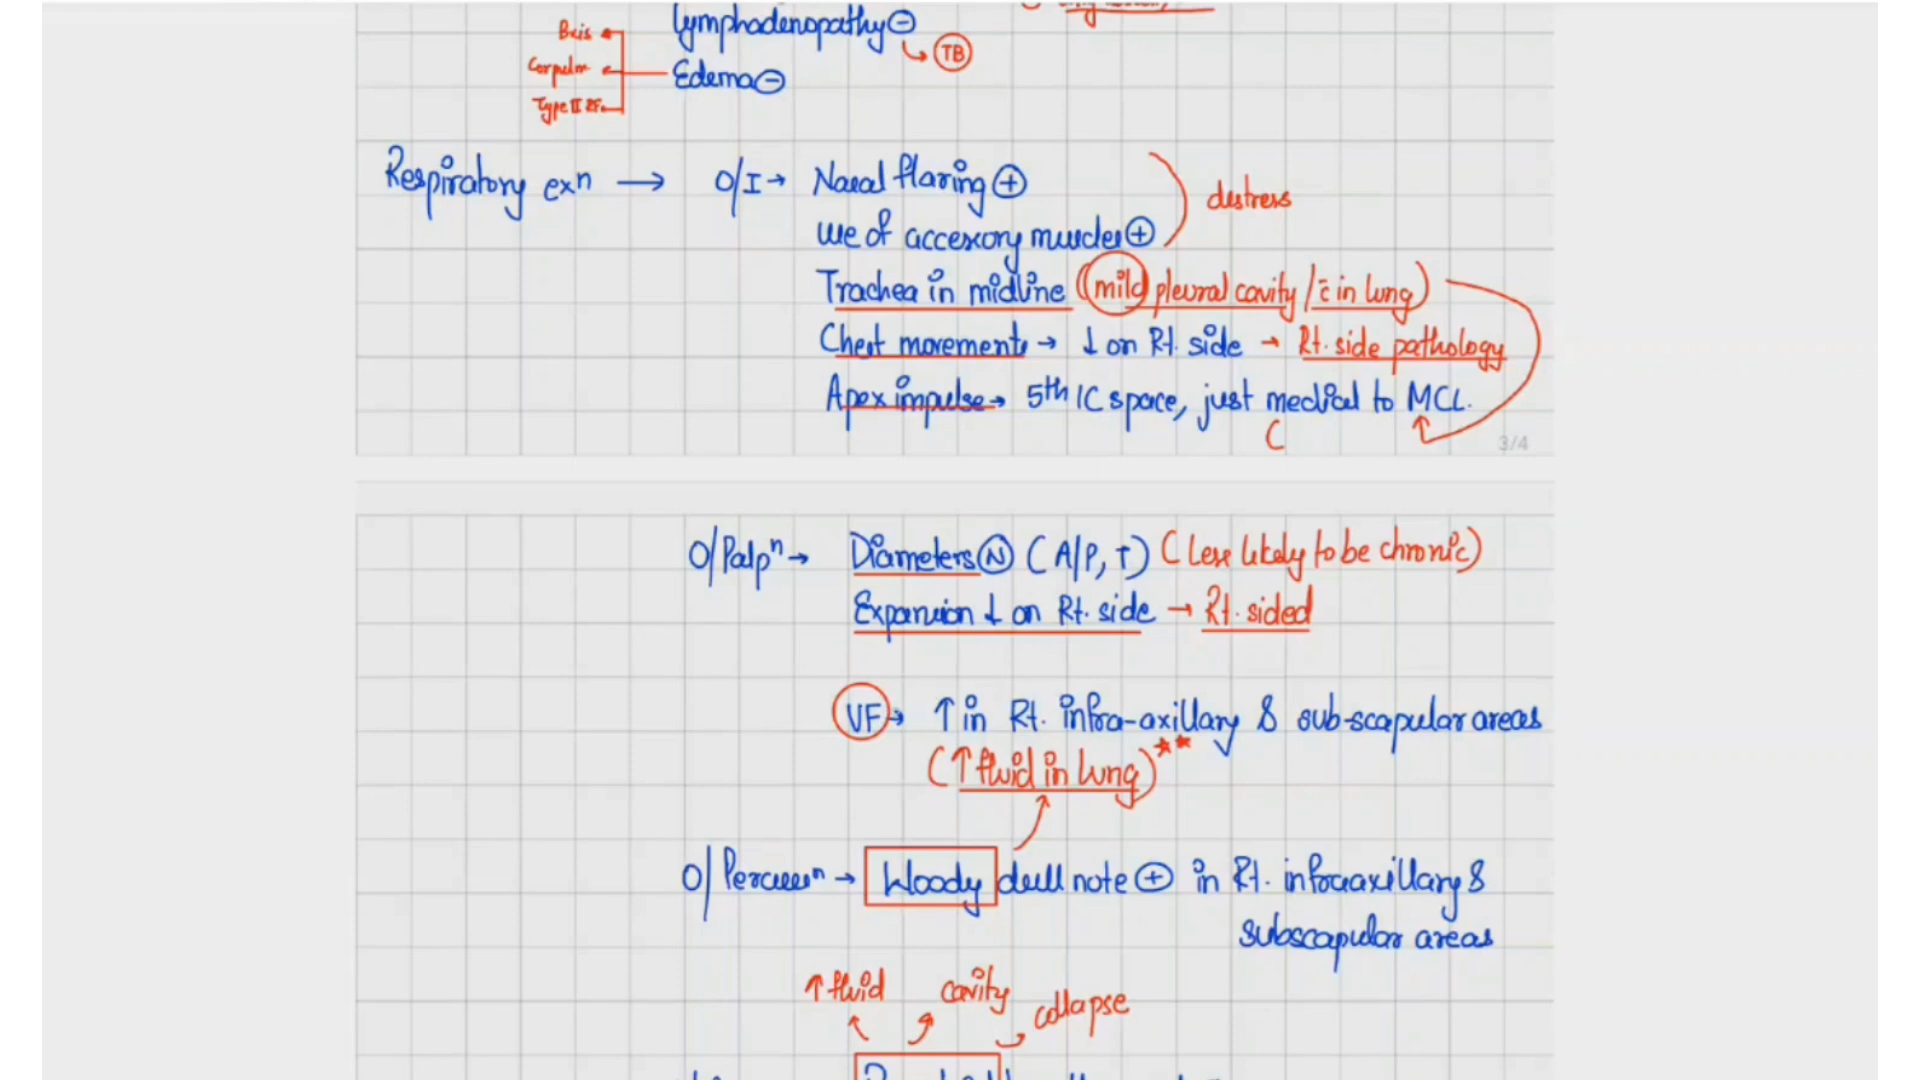 Lymphadenopathy ⊖
→ TB
Bxis
Corpulm
Type II RF
Edema ⊖
Respiratory exⁿ → O/I → Nasal flaring ⊕
use of accessory muscles ⊕
distress
Trachea in midline (mild pleural cavity / c̄ in lung)
Chest movements → ↓ on Rt. side → Rt. side pathology
Apex impulse → 5th IC space, just medial to MCL.
3/4
O/Palpⁿ → Diameters Ⓝ (A/P, T) (Less likely to be chronic)
Expansion ↓ on Rt. side → Rt. sided
VF → ↑ in Rt. infra-axillary & sub-scapular areas
(↑ fluid in lung)**
O/Percussⁿ → Woody dull note ⊕ in Rt. infraaxillary &
subscapular areas
↑ fluid cavity collapse